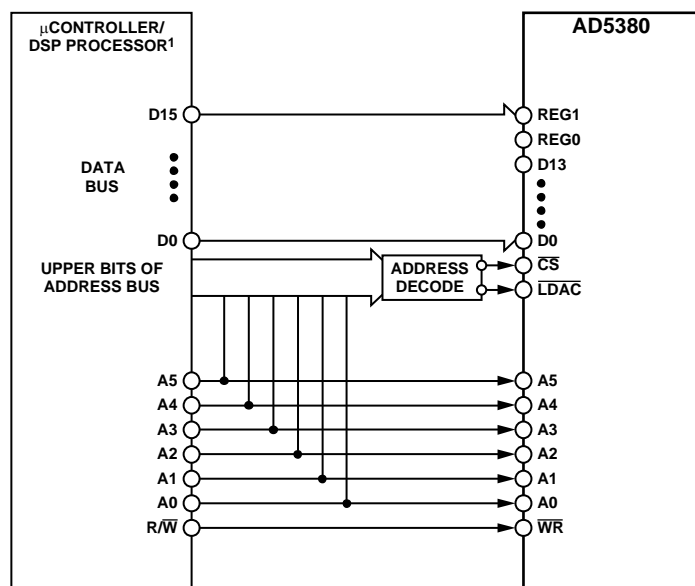 μCONTROLLER/
DSP PROCESSOR1
AD5380
D15
REG1
REG0
D13
DATA
BUS
D0
D0
UPPER BITS OF
ADDRESS BUS
ADDRESS
DECODE
CS
LDAC
A5
A5
A4
A4
A3
A3
A2
A2
A1
A1
A0
A0
R/W
WR